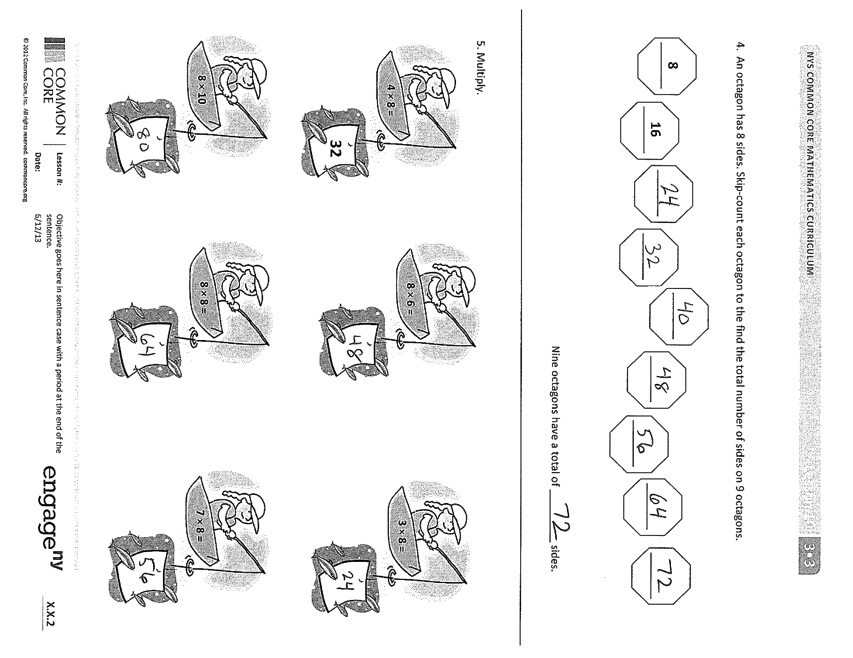 NYS COMMON CORE MATHEMATICS CURRICULUM
3•3
4. An octagon has 8 sides. Skip-count each octagon to the find the total number of sides on 9 octagons.
8 16 24 32 40 48 56 64 72
Nine octagons have a total of 72 sides.
5. Multiply.
4 × 8 = 8 × 6 = 3 × 8 =
32 48 24
8 × 10 8 × 8 = 7 × 8 =
80 64 56
COMMON CORE
Lesson #: Objective goes here in sentence case with a period at the end of the
sentence.
Date: 6/12/13
engageny
X.X.2
© 2012 Common Core, Inc. All rights reserved. commoncore.org